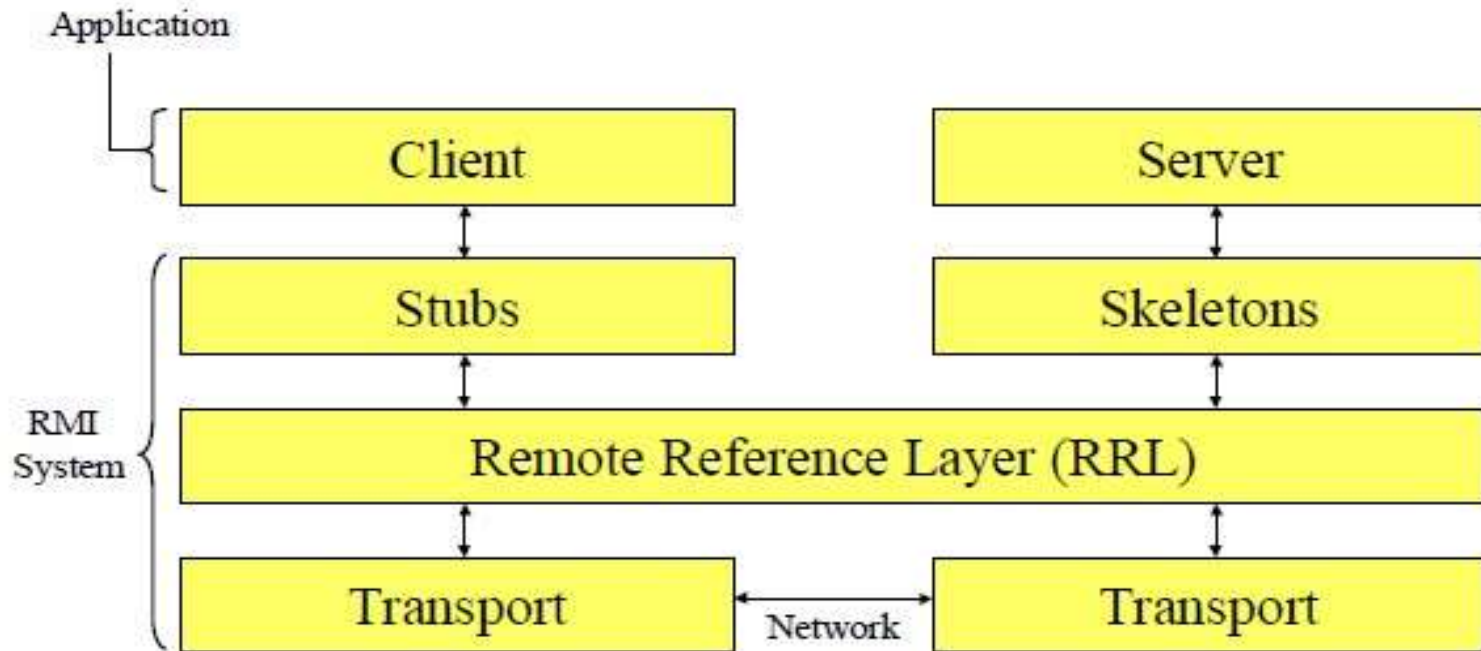 Application
Client
Server
Stubs
Skeletons
RMI
System
Remote Reference Layer (RRL)
Transport
Network
Transport